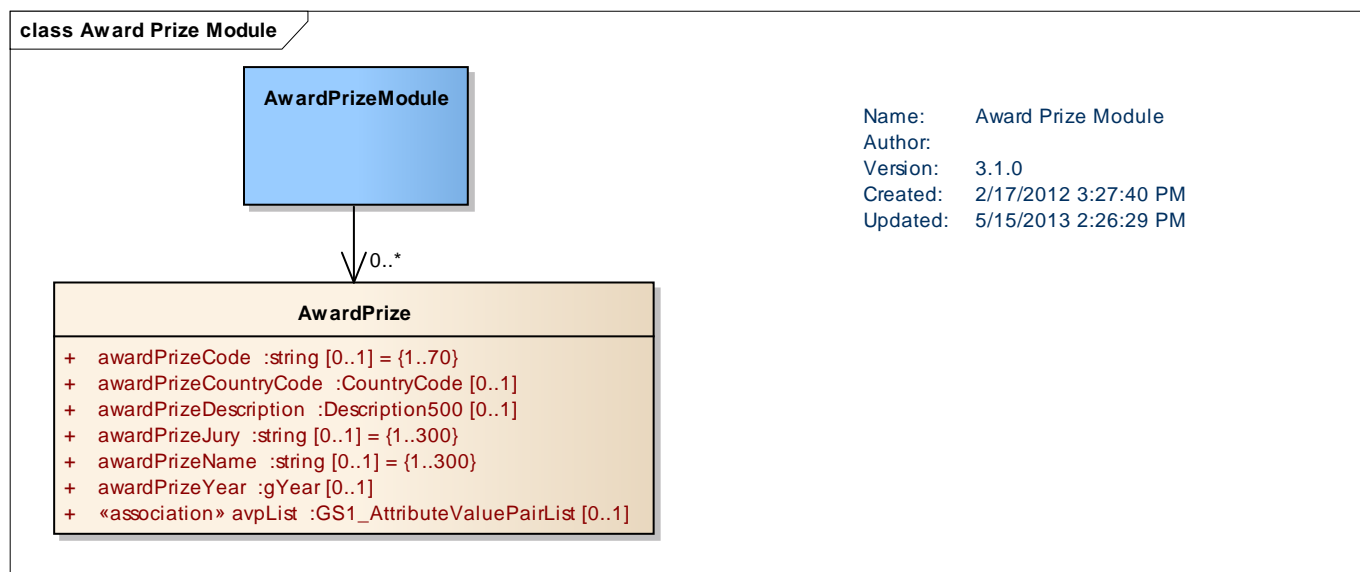 class Award Prize Module
AwardPrizeModule
Name: Award Prize Module
Author:
Version: 3.1.0
Created: 2/17/2012 3:27:40 PM
Updated: 5/15/2013 2:26:29 PM
0..*
AwardPrize
+ awardPrizeCode :string [0..1] = {1..70}
+ awardPrizeCountryCode :CountryCode [0..1]
+ awardPrizeDescription :Description500 [0..1]
+ awardPrizeJury :string [0..1] = {1..300}
+ awardPrizeName :string [0..1] = {1..300}
+ awardPrizeYear :gYear [0..1]
+ «association» avpList :GS1_AttributeValuePairList [0..1]